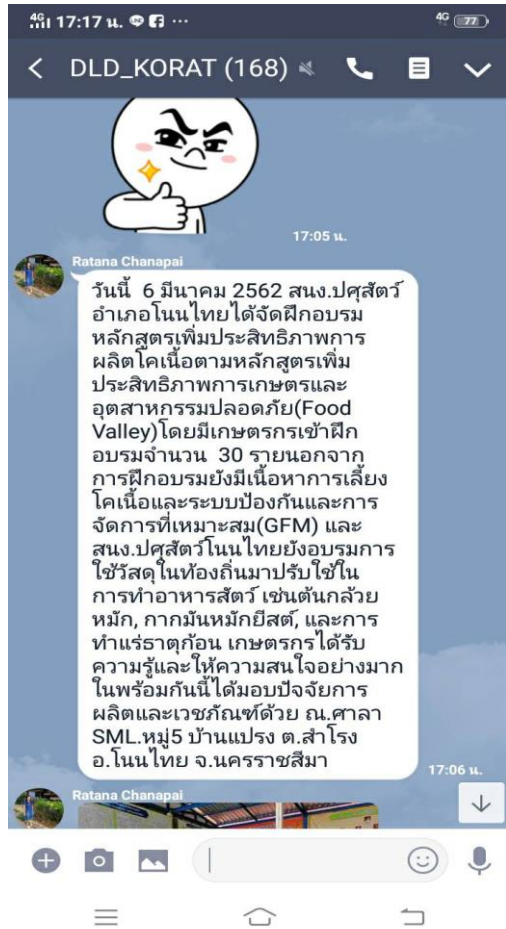 4G 17:17 น. ...
4G 77
DLD_KORAT (168)
17:05 น.
Ratana Chanapai
วันนี้ 6 มีนาคม 2562 สนง.ปศุสัตว์
อำเภอโนนไทยได้จัดฝึกอบรม
หลักสูตรเพิ่มประสิทธิภาพการ
ผลิตโคเนื้อตามหลักสูตรเพิ่ม
ประสิทธิภาพการเกษตรและ
อุตสาหกรรมปลอดภัย(Food
Valley)โดยมีเกษตรกรเข้าฝึก
อบรมจำนวน 30 รายนอกจาก
การฝึกอบรมยังมีเนื้อหาการเลี้ยง
โคเนื้อและระบบป้องกันและการ
จัดการที่เหมาะสม(GFM) และ
สนง.ปศุสัตว์โนนไทยยังอบรมการ
ใช้วัสดุในท้องถิ่นมาปรับใช้ใน
การทำอาหารสัตว์ เช่นต้นกล้วย
หมัก, กากมันหมักยีสต์, และการ
ทำแร่ธาตุก้อน เกษตรกรได้รับ
ความรู้และให้ความสนใจอย่างมาก
ในพร้อมกันนี้ได้มอบปัจจัยการ
ผลิตและเวชภัณฑ์ด้วย ณ.ศาลา
SML.หมู่5 บ้านแปรง ต.สำโรง
อ.โนนไทย จ.นครราชสีมา
17:06 น.
Ratana Chanapai